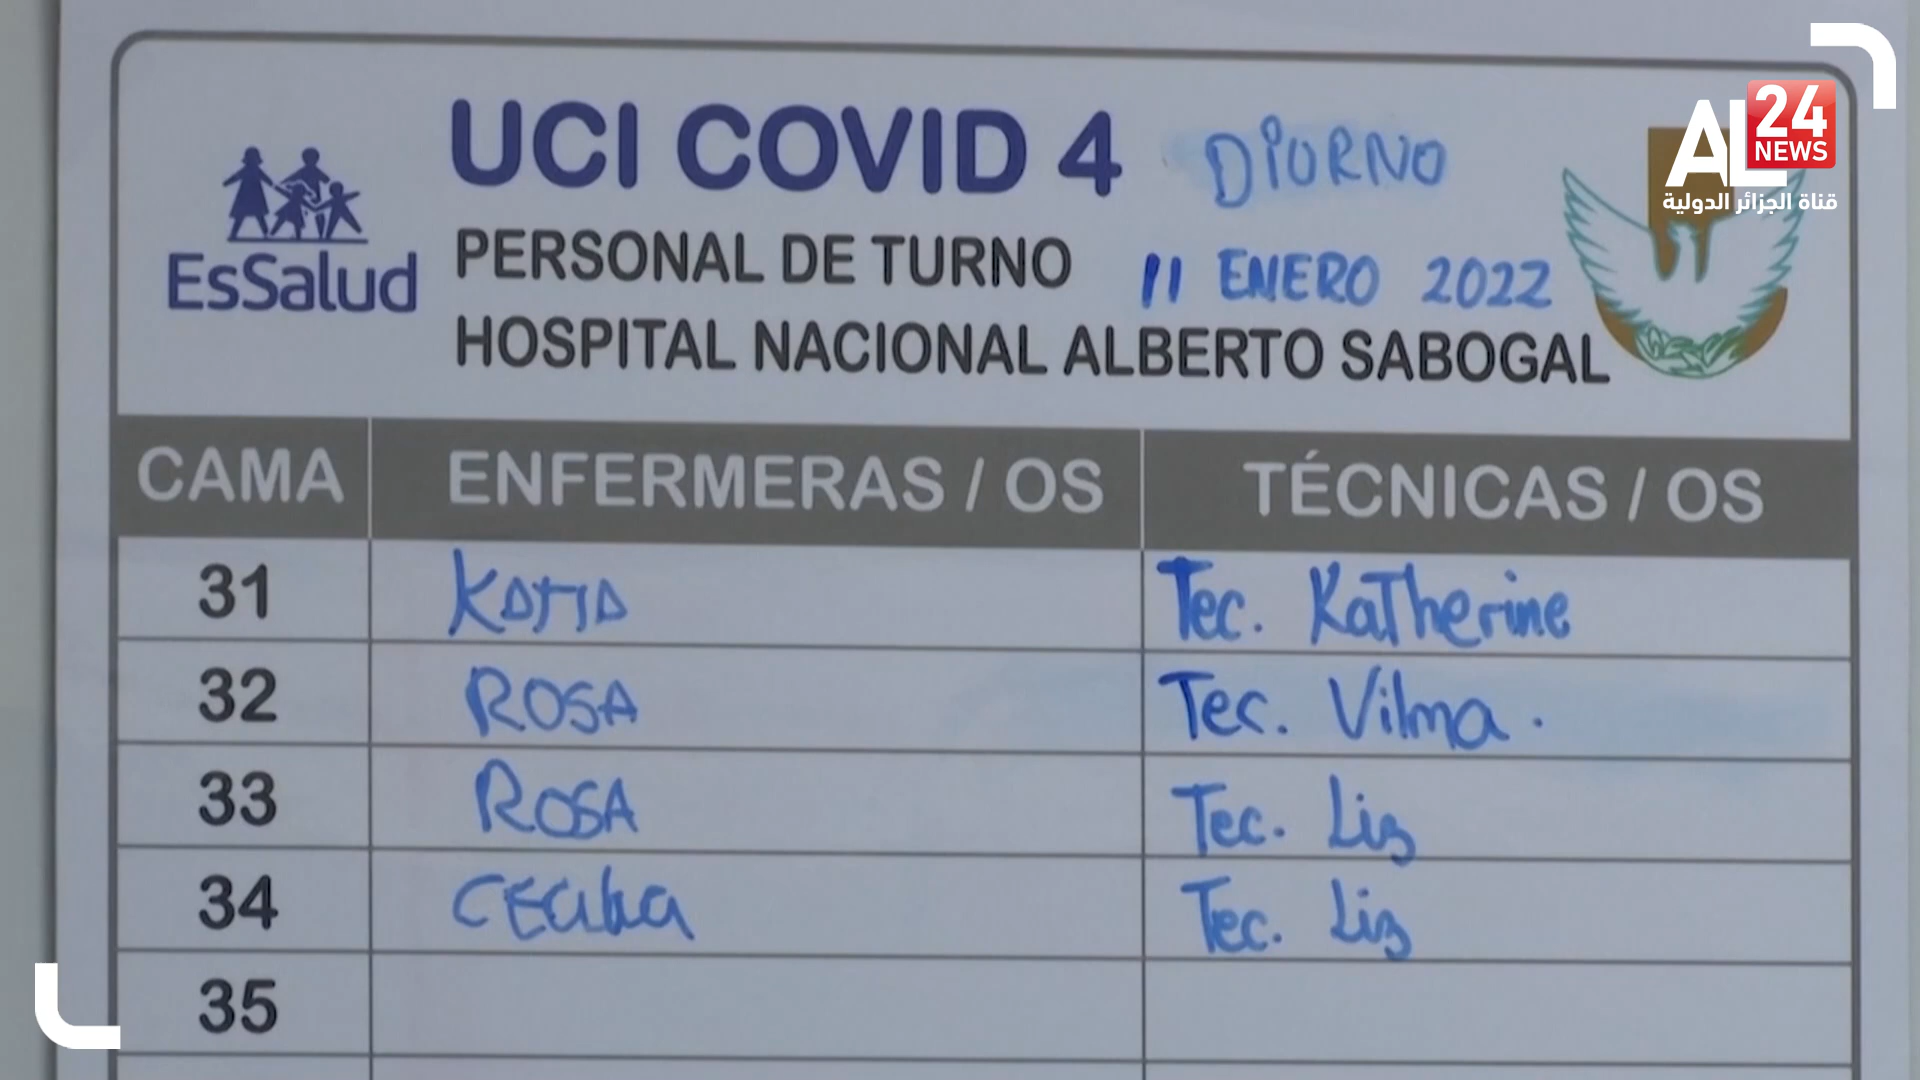 AL 24 NEWS
قناة الجزائر الدولية
EsSalud
UCI COVID 4 DIURNO
PERSONAL DE TURNO 11 ENERO 2022
HOSPITAL NACIONAL ALBERTO SABOGAL
CAMA ENFERMERAS / OS TÉCNICAS / OS
31 KATIA Tec. Katherine
32 ROSA Tec. Vilma.
33 ROSA Tec. Liz
34 CECILIA Tec. Liz
35